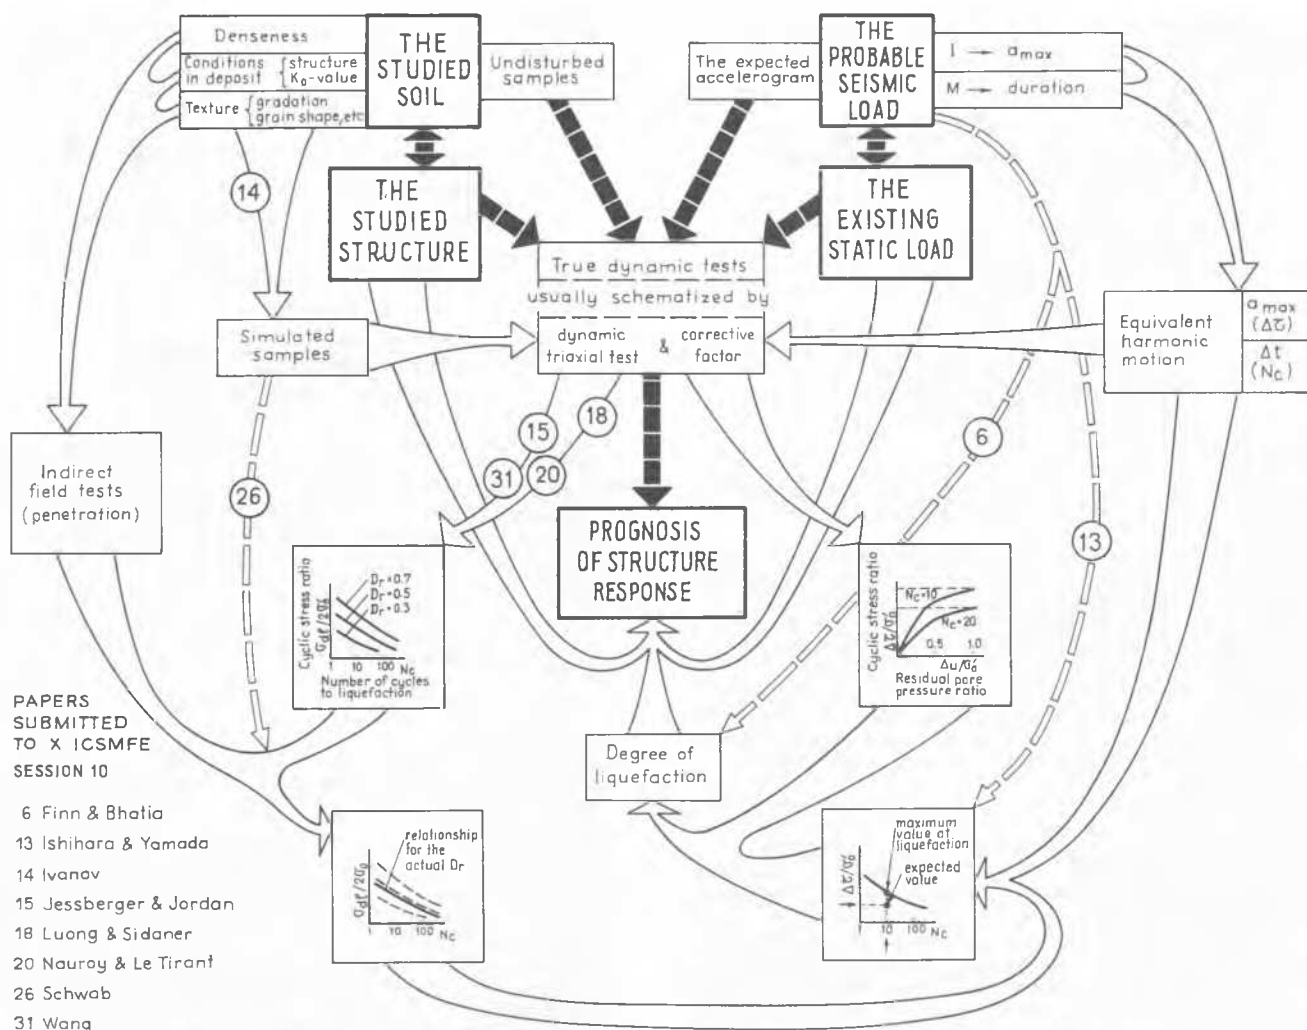 Denseness
Conditions in deposit { structure
K₀-value
Texture { gradation
grain shape, etc
THE
STUDIED
SOIL
Undisturbed
samples
The expected
accelerogram
THE
PROBABLE
SEISMIC
LOAD
I → a max
M → duration
14
THE
STUDIED
STRUCTURE
THE
EXISTING
STATIC LOAD
True dynamic tests
usually schematized by
dynamic
triaxial test
&
corrective
factor
Simulated
samples
Equivalent
harmonic
motion
a max
(Δτ)
Δt
(Nc)
15
18
6
31
20
26
13
Indirect
field tests
(penetration)
PROGNOSIS
OF STRUCTURE
RESPONSE
Cyclic stress ratio
Dr=0.7
Dr=0.5
Dr=0.3
1 10 100 Nc
Number of cycles
to liquefaction
Cyclic stress ratio
Δτ/σ₀'
Nc=10
Nc=20
0.5 1.0
Residual pore
pressure ratio
Degree of
liquefaction
relationship
for the
actual Dr
1 10 100 Nc
maximum
value at
liquefaction
expected
value
Δτ/σ₀'
1 10 100 Nc
PAPERS
SUBMITTED
TO X ICSMFE
SESSION 10
6 Finn & Bhatia
13 Ishihara & Yamada
14 Ivanov
15 Jessberger & Jordan
18 Luong & Sidaner
20 Nauroy & Le Tirant
26 Schwab
31 Wang